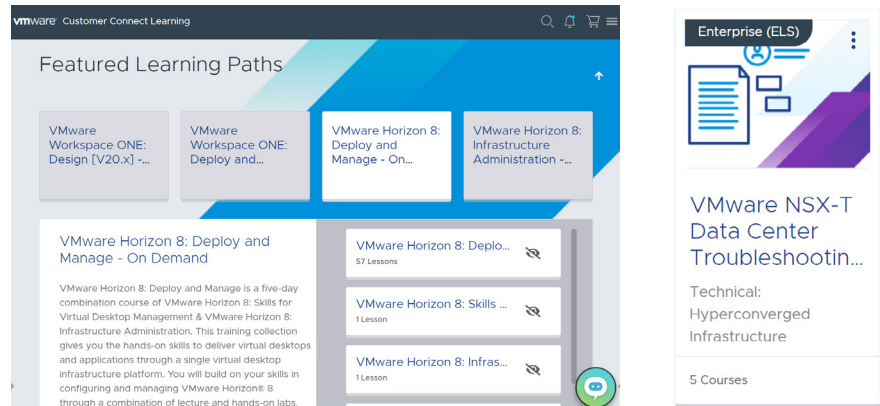 vmware Customer Connect Learning
Featured Learning Paths
VMware
Workspace ONE:
Design [V20.x] -...
VMware
Workspace ONE:
Deploy and...
VMware Horizon 8:
Deploy and
Manage - On...
VMware Horizon 8:
Infrastructure
Administration -...
VMware Horizon 8: Deploy and
Manage - On Demand
VMware Horizon 8: Deploy and Manage is a five-day
combination course of VMware Horizon 8: Skills for
Virtual Desktop Management & VMware Horizon 8:
Infrastructure Administration. This training collection
gives you the hands-on skills to deliver virtual desktops
and applications through a single virtual desktop
infrastructure platform. You will build on your skills in
configuring and managing VMware Horizon® 8
through a combination of lecture and hands-on labs.
VMware Horizon 8: Deplo...
57 Lessons
VMware Horizon 8: Skills ...
1 Lesson
VMware Horizon 8: Infras...
1 Lesson
Enterprise (ELS)
VMware NSX-T
Data Center
Troubleshootin...
Technical:
Hyperconverged
Infrastructure
5 Courses